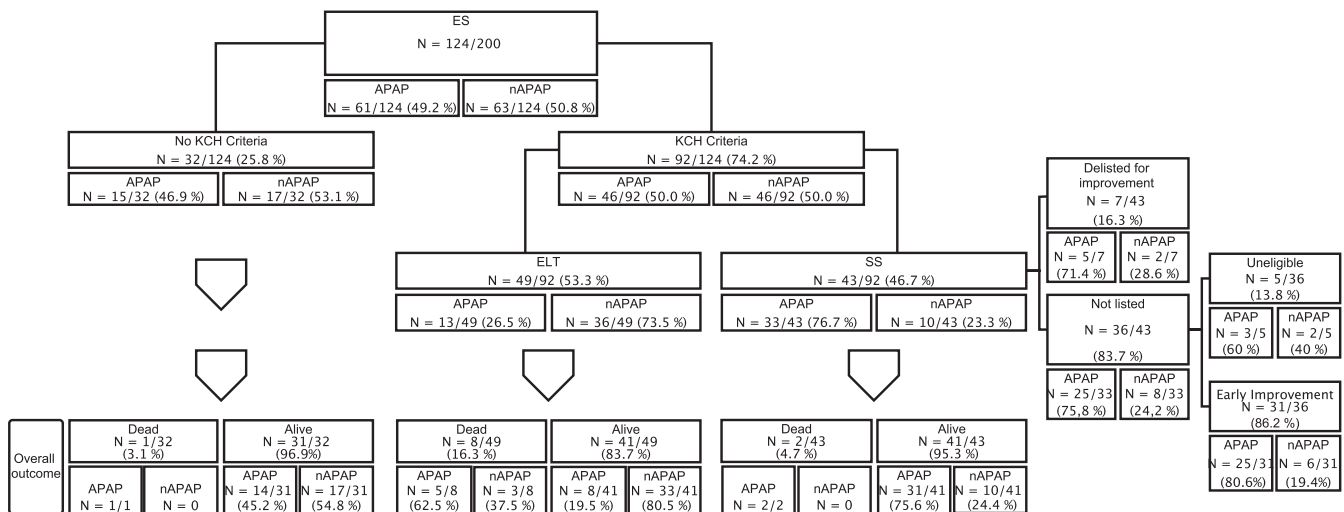 ES
N = 124/200
APAP
N = 61/124 (49.2 %)
nAPAP
N = 63/124 (50.8 %)
No KCH Criteria
N = 32/124 (25.8 %)
APAP
N = 15/32 (46.9 %)
nAPAP
N = 17/32 (53.1 %)
KCH Criteria
N = 92/124 (74.2 %)
APAP
N = 46/92 (50.0 %)
nAPAP
N = 46/92 (50.0 %)
ELT
N = 49/92 (53.3 %)
APAP
N = 13/49 (26.5 %)
nAPAP
N = 36/49 (73.5 %)
SS
N = 43/92 (46.7 %)
APAP
N = 33/43 (76.7 %)
nAPAP
N = 10/43 (23.3 %)
Delisted for
improvement
N = 7/43
(16.3 %)
APAP
N = 5/7
(71.4 %)
nAPAP
N = 2/7
(28.6 %)
Not listed
N = 36/43
(83.7 %)
APAP
N = 25/33
(75,8 %)
nAPAP
N = 8/33
(24,2 %)
Uneligible
N = 5/36
(13.8 %)
APAP
N = 3/5
(60 %)
nAPAP
N = 2/5
(40 %)
Early Improvement
N = 31/36
(86.2 %)
APAP
N = 25/31
(80.6%)
nAPAP
N = 6/31
(19.4%)
Overall
outcome
Dead
N = 1/32
(3.1 %)
Alive
N = 31/32
(96.9%)
APAP
N = 1/1
nAPAP
N = 0
APAP
N = 14/31
(45.2 %)
nAPAP
N = 17/31
(54.8 %)
Dead
N = 8/49
(16.3 %)
Alive
N = 41/49
(83.7 %)
APAP
N = 5/8
(62.5 %)
nAPAP
N = 3/8
(37.5 %)
APAP
N = 8/41
(19.5 %)
nAPAP
N = 33/41
(80.5 %)
Dead
N = 2/43
(4.7 %)
Alive
N = 41/43
(95.3 %)
APAP
N = 2/2
nAPAP
N = 0
APAP
N = 31/41
(75.6 %)
nAPAP
N = 10/41
(24.4 %)